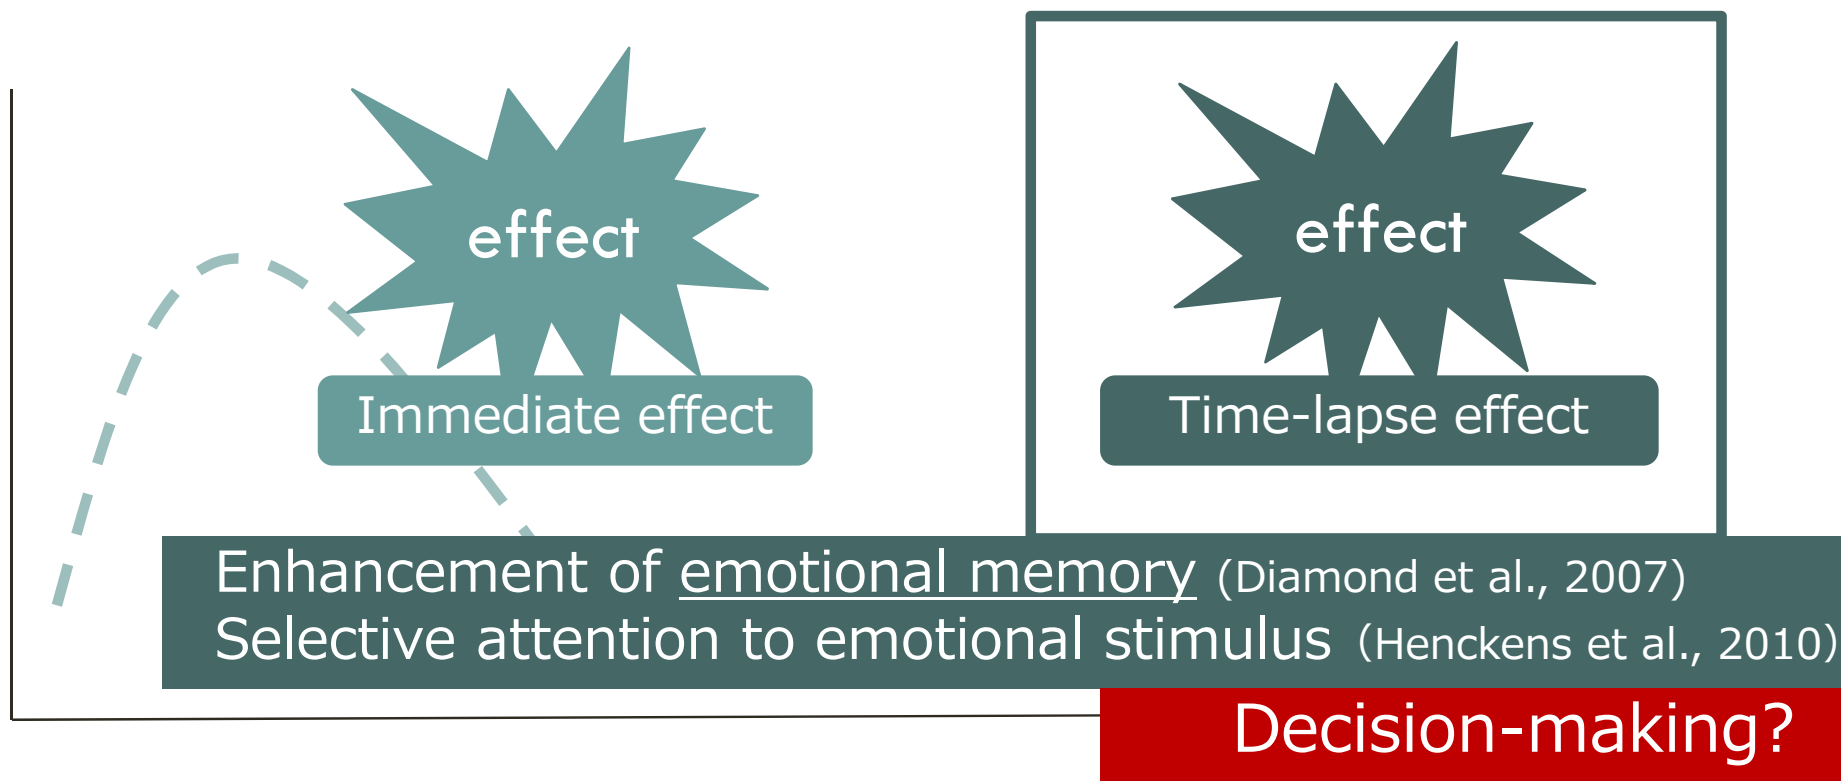 effect
Immediate effect
effect
Time-lapse effect
Enhancement of emotional memory (Diamond et al., 2007)
Selective attention to emotional stimulus (Henckens et al., 2010)
Decision-making?